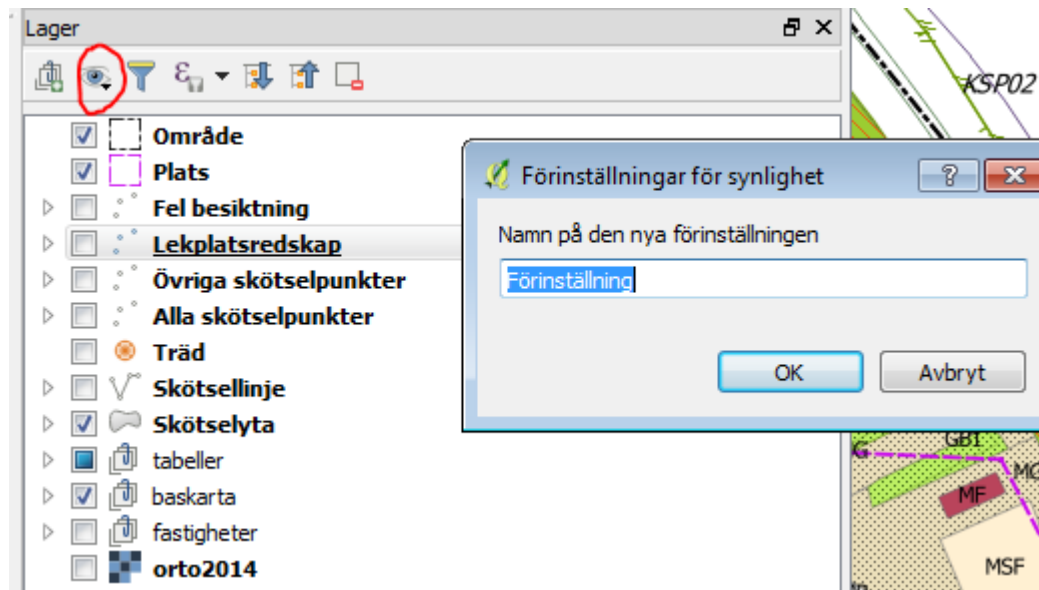 Lager
KSP02
Område
Plats
Fel besiktning
Lekplatsredskap
Övriga skötselpunkter
Alla skötselpunkter
Träd
Skötsellinje
Skötselyta
tabeller
baskarta
fastigheter
orto2014
Förinställningar för synlighet
Namn på den nya förinställningen
Förinställning
OK
Avbryt
GB1
G
MF
MSF